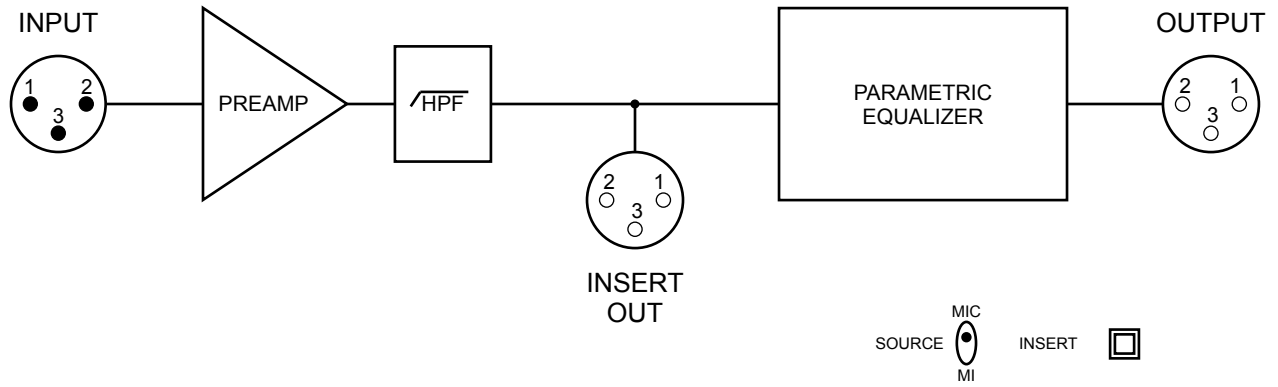 INPUT
OUTPUT
1 2
3
PREAMP
HPF
PARAMETRIC
EQUALIZER
2 1
3
2 1
3
INSERT
OUT
MIC
SOURCE
INSERT
MI